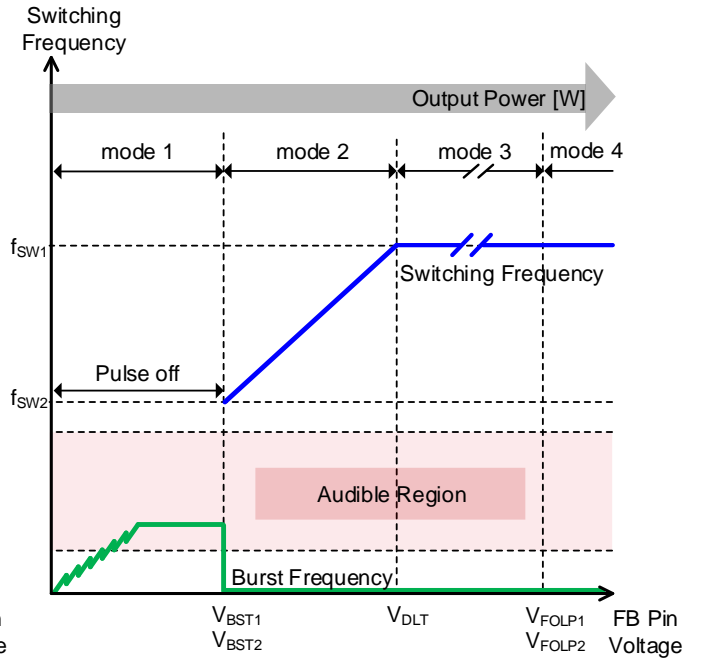 Switching
Frequency
Output Power [W]
mode 1
mode 2
mode 3
mode 4
fSW1
Switching Frequency
Pulse off
fSW2
Audible Region
Burst Frequency
VBST1
VBST2
VDLT
VFOLP1
VFOLP2
FB Pin
Voltage